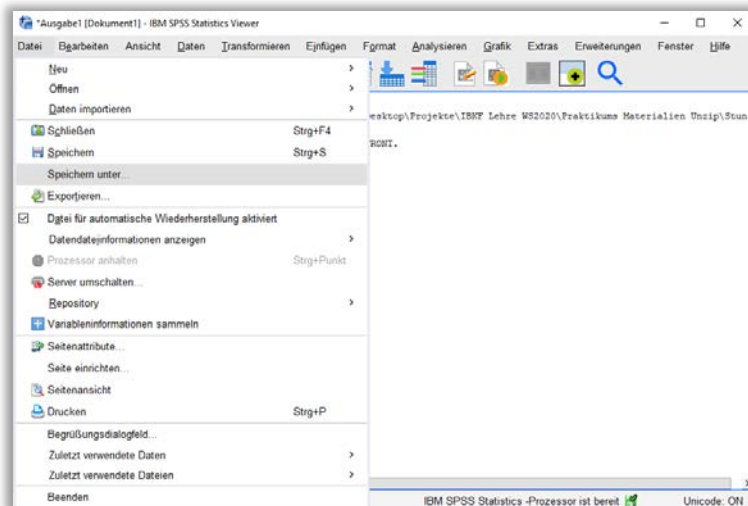 *Ausgabe1 [Dokument1] - IBM SPSS Statistics Viewer
Datei Bearbeiten Ansicht Daten Transformieren Einfügen Format Analysieren Grafik Extras Erweiterungen Fenster Hilfe
Neu
Öffnen
Daten importieren
Schließen Strg+F4
Speichern Strg+S
Speichern unter...
Exportieren...
Datei für automatische Wiederherstellung aktiviert
Datendateinformationen anzeigen
Prozessor anhalten Strg+Punkt
Server umschalten...
Repository
Variableninformationen sammeln
Seitenattribute...
Seite einrichten...
Seitenansicht
Drucken Strg+P
Begrüßungsdialogfeld...
Zuletzt verwendete Daten
Zuletzt verwendete Dateien
Beenden
esktop\Projekte\IBKF Lehre WS2020\Praktikums Materialien Unzip\Stun
RONT.
IBM SPSS Statistics -Prozessor ist bereit Unicode: ON